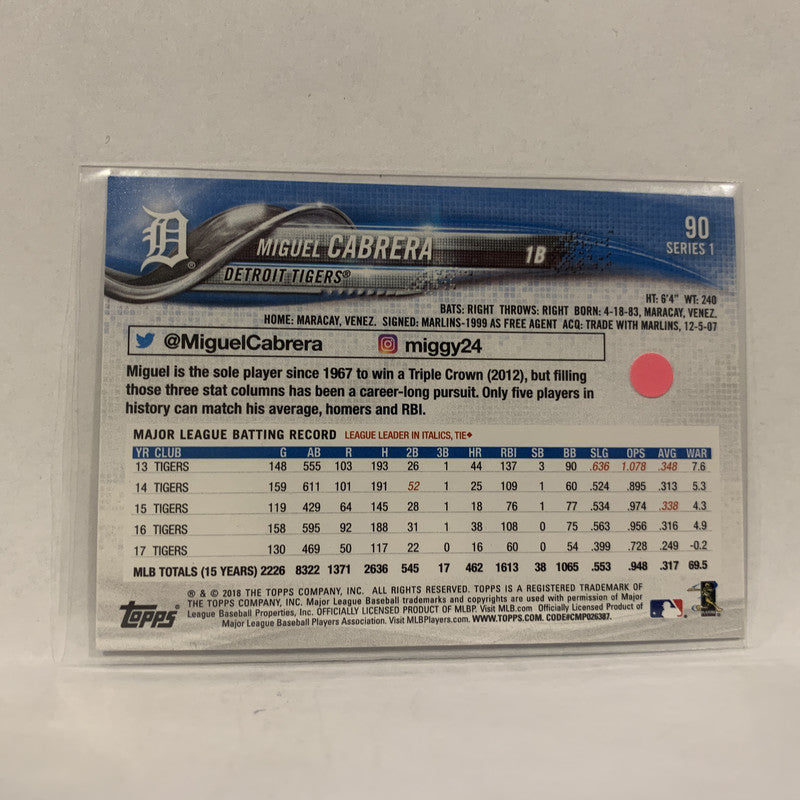 D
MIGUEL CABRERA 1B
90
SERIES 1
DETROIT TIGERS®
HT: 6'4" WT: 240
BATS: RIGHT THROWS: RIGHT BORN: 4-18-83, MARACAY, VENEZ.
HOME: MARACAY, VENEZ. SIGNED: MARLINS-1999 AS FREE AGENT ACQ: TRADE WITH MARLINS, 12-5-07
@MiguelCabrera miggy24
Miguel is the sole player since 1967 to win a Triple Crown (2012), but filling
those three stat columns has been a career-long pursuit. Only five players in
history can match his average, homers and RBI.
MAJOR LEAGUE BATTING RECORD LEAGUE LEADER IN ITALICS, TIE◆
YR CLUB G AB R H 2B 3B HR RBI SB BB SLG OPS AVG WAR
13 TIGERS 148 555 103 193 26 1 44 137 3 90 .636 1.078 .348 7.6
14 TIGERS 159 611 101 191 52 1 25 109 1 60 .524 .895 .313 5.3
15 TIGERS 119 429 64 145 28 1 18 76 1 77 .534 .974 .338 4.3
16 TIGERS 158 595 92 188 31 1 38 108 0 75 .563 .956 .316 4.9
17 TIGERS 130 469 50 117 22 0 16 60 0 54 .399 .728 .249 -0.2
MLB TOTALS (15 YEARS) 2226 8322 1371 2636 545 17 462 1613 38 1065 .553 .948 .317 69.5
® & © 2018 THE TOPPS COMPANY, INC. ALL RIGHTS RESERVED. TOPPS IS A REGISTERED TRADEMARK OF
THE TOPPS COMPANY, INC. Major League Baseball trademarks and copyrights are used with permission of Major
League Baseball Properties, Inc. OFFICIALLY LICENSED PRODUCT OF MLBP. Visit MLB.com Officially Licensed Product of
Major League Baseball Players Association. Visit MLBPlayers.com. WWW.TOPPS.COM. CODE#CMP026387.
TOPPS